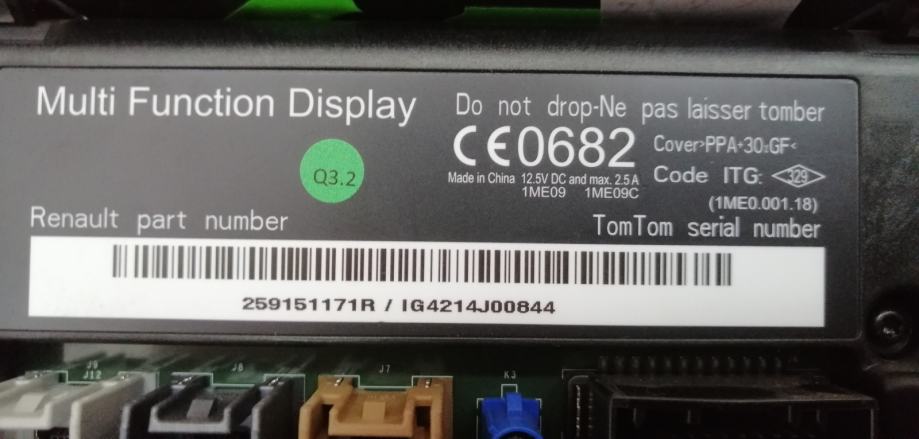 Multi Function Display
Do not drop-Ne pas laisser tomber
CE0682
Cover>PPA+30%GF<
Made in China 12.5V DC and max. 2.5A
1ME09 1ME09C
Code ITG: 329
(1ME0.001.18)
Q3.2
Renault part number
TomTom serial number
259151171R / IG4214J00844
J9
J12
J8
J7
K3